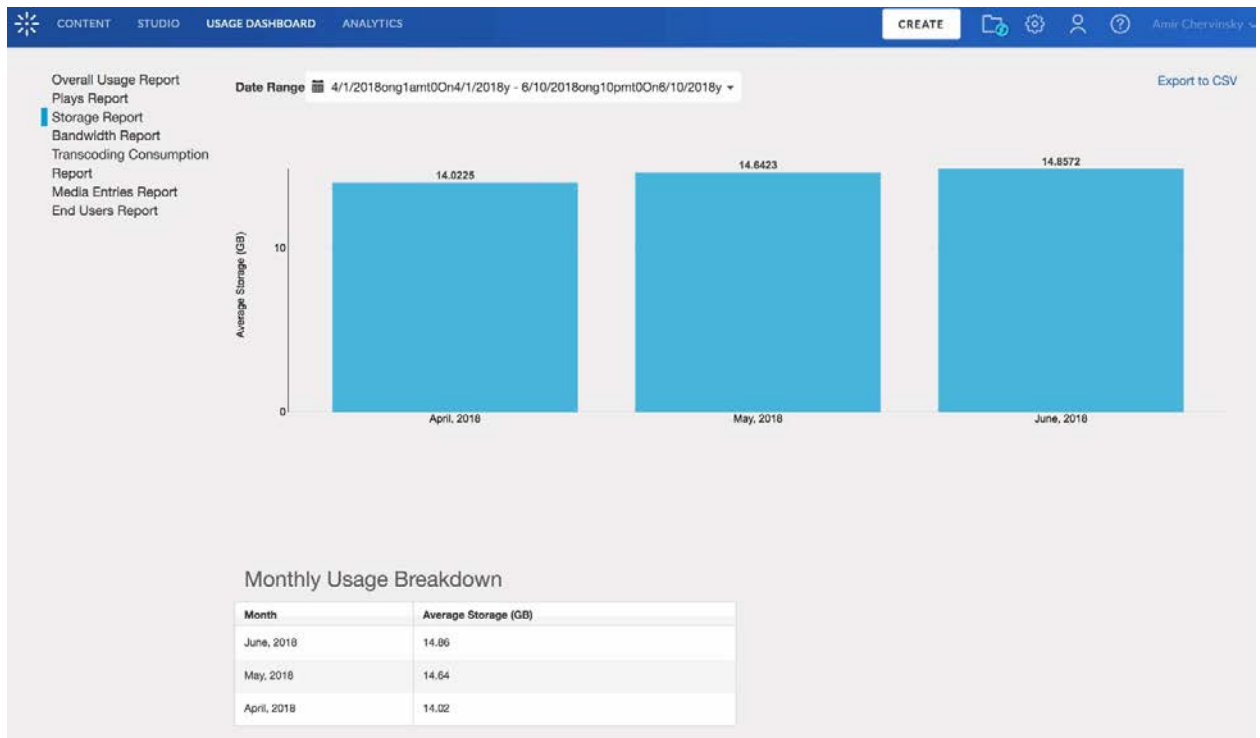 CONTENT STUDIO USAGE DASHBOARD ANALYTICS CREATE Amir Chervinsky
Overall Usage Report
Plays Report
Storage Report
Bandwidth Report
Transcoding Consumption
Report
Media Entries Report
End Users Report
Date Range 4/1/2018ong1amt0On4/1/2018y - 6/10/2018ong10pmt0On6/10/2018y
Export to CSV
14.0225 14.6423 14.8572
Average Storage (GB)
10
0
April, 2018 May, 2018 June, 2018
Monthly Usage Breakdown
Month Average Storage (GB)
June, 2018 14.86
May, 2018 14.64
April, 2018 14.02